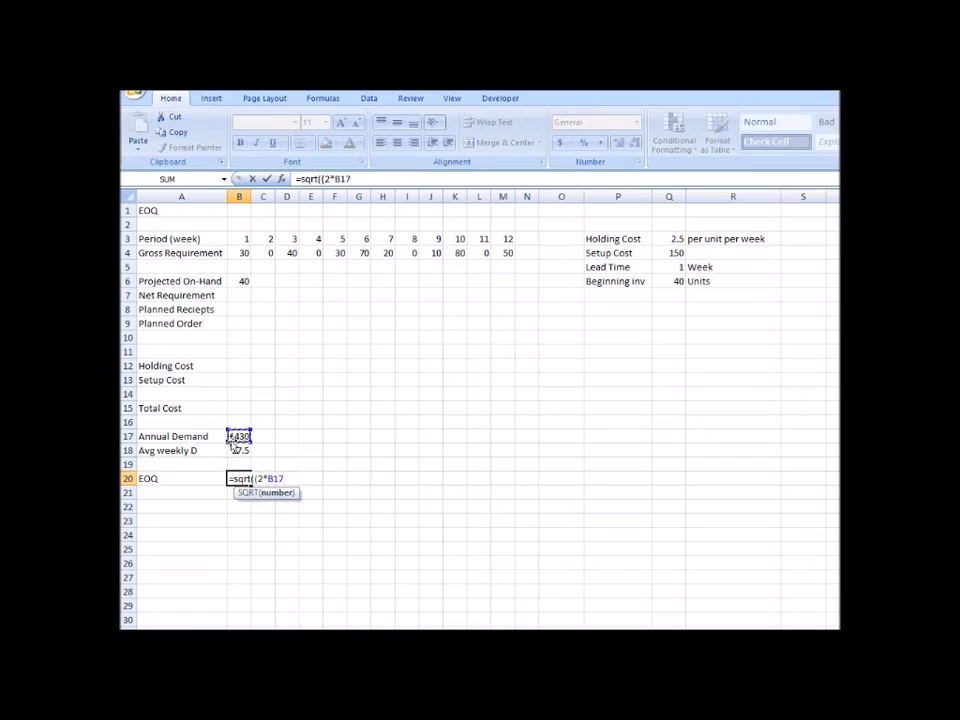 Home Insert Page Layout Formulas Data Review View Developer
Paste Cut Copy Format Painter 11 B I U Wrap Text Merge & Center General $ % , Conditional Formatting Format as Table Normal Bad Check Cell
Clipboard Font Alignment Number
SUM fx =sqrt((2*B17
A B C D E F G H I J K L M N O P Q R S
1 EOQ
2
3 Period (week) 1 2 3 4 5 6 7 8 9 10 11 12 Holding Cost 2.5 per unit per week
4 Gross Requirement 30 0 40 0 30 70 20 0 10 80 0 50 Setup Cost 150
5 Lead Time 1 Week
6 Projected On-Hand 40 Beginning inv 40 Units
7 Net Requirement
8 Planned Reciepts
9 Planned Order
10
11
12 Holding Cost
13 Setup Cost
14
15 Total Cost
16
17 Annual Demand
18 Avg weekly D
19
20 EOQ =sqrt((2*B17
21 SQRT(number)
22
23
24
25
26
27
28
29
30